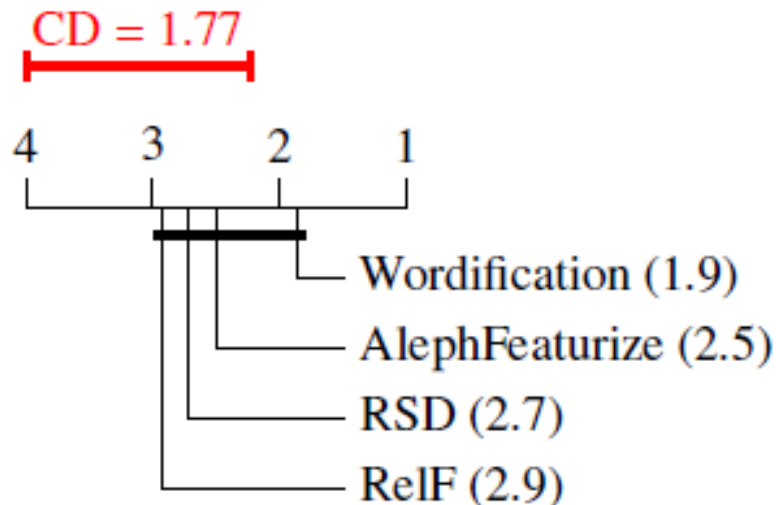 CD = 1.77
4 3 2 1
Wordification (1.9)
AlephFeaturize (2.5)
RSD (2.7)
RelF (2.9)